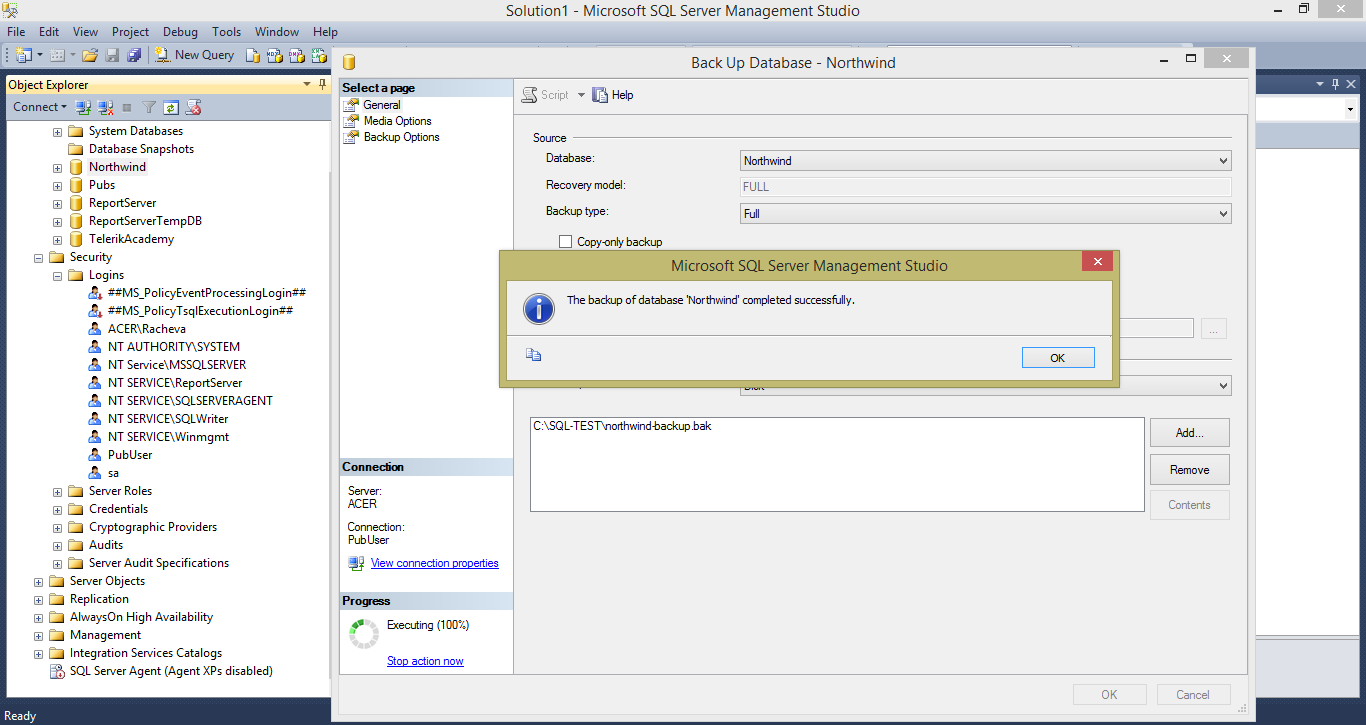 Solution1 - Microsoft SQL Server Management Studio
File Edit View Project Debug Tools Window Help
New Query
Object Explorer
Connect
System Databases
Database Snapshots
Northwind
Pubs
ReportServer
ReportServerTempDB
TelerikAcademy
Security
Logins
##MS_PolicyEventProcessingLogin##
##MS_PolicyTsqlExecutionLogin##
ACER\Racheva
NT AUTHORITY\SYSTEM
NT Service\MSSQLSERVER
NT SERVICE\ReportServer
NT SERVICE\SQLSERVERAGENT
NT SERVICE\SQLWriter
NT SERVICE\Winmgmt
PubUser
sa
Server Roles
Credentials
Cryptographic Providers
Audits
Server Audit Specifications
Server Objects
Replication
AlwaysOn High Availability
Management
Integration Services Catalogs
SQL Server Agent (Agent XPs disabled)
Ready
Back Up Database - Northwind
Select a page
General
Media Options
Backup Options
Connection
Server:
ACER
Connection:
PubUser
View connection properties
Progress
Executing (100%)
Stop action now
Script Help
Source
Database: Northwind
Recovery model: FULL
Backup type: Full
Copy-only backup
Microsoft SQL Server Management Studio
The backup of database 'Northwind' completed successfully.
OK
...
C:\SQL-TEST\northwind-backup.bak
Add...
Remove
Contents
OK Cancel